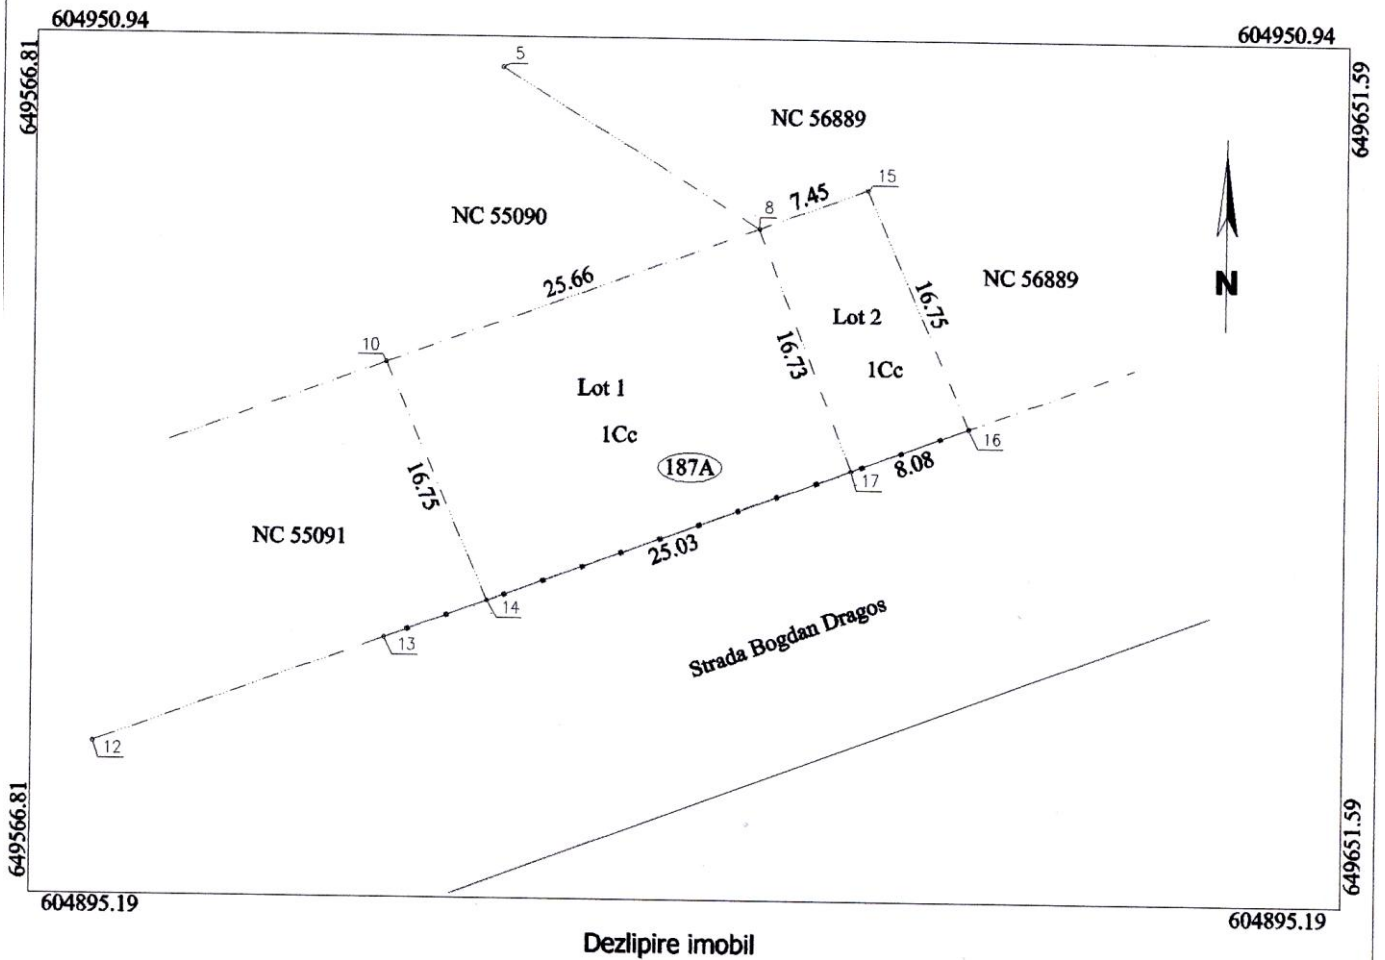 604950.94
604950.94
649566.81
649651.59
5
NC 56889
15
7.45
8
NC 55090
25.66
NC 56889
16.75
N
Lot 2
10
16.73
1Cc
Lot 1
1Cc
16
187A
8.08
17
16.75
NC 55091
25.03
14
13
Strada Bogdan Dragos
12
649566.81
649651.59
604895.19
604895.19
Dezlipire imobil